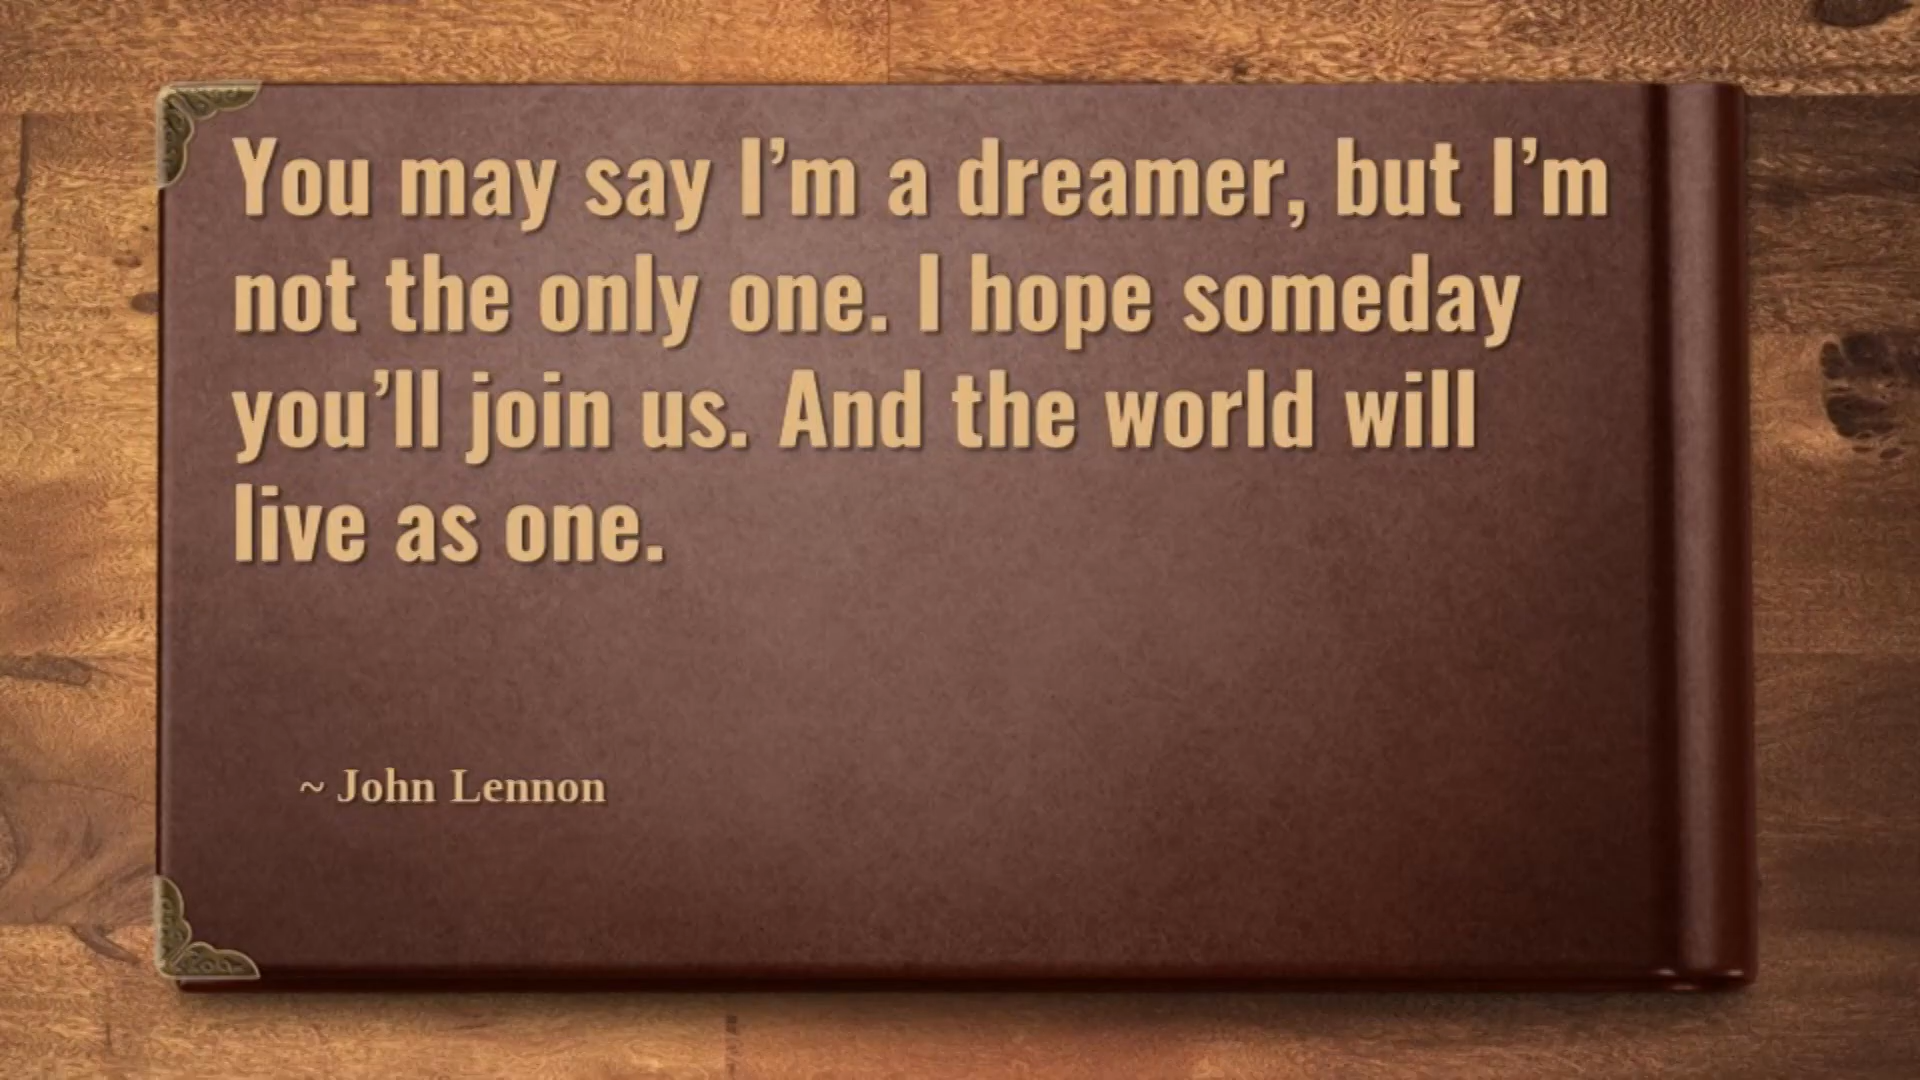 You may say I’m a dreamer, but I’m
not the only one. I hope someday
you’ll join us. And the world will
live as one.
~ John Lennon